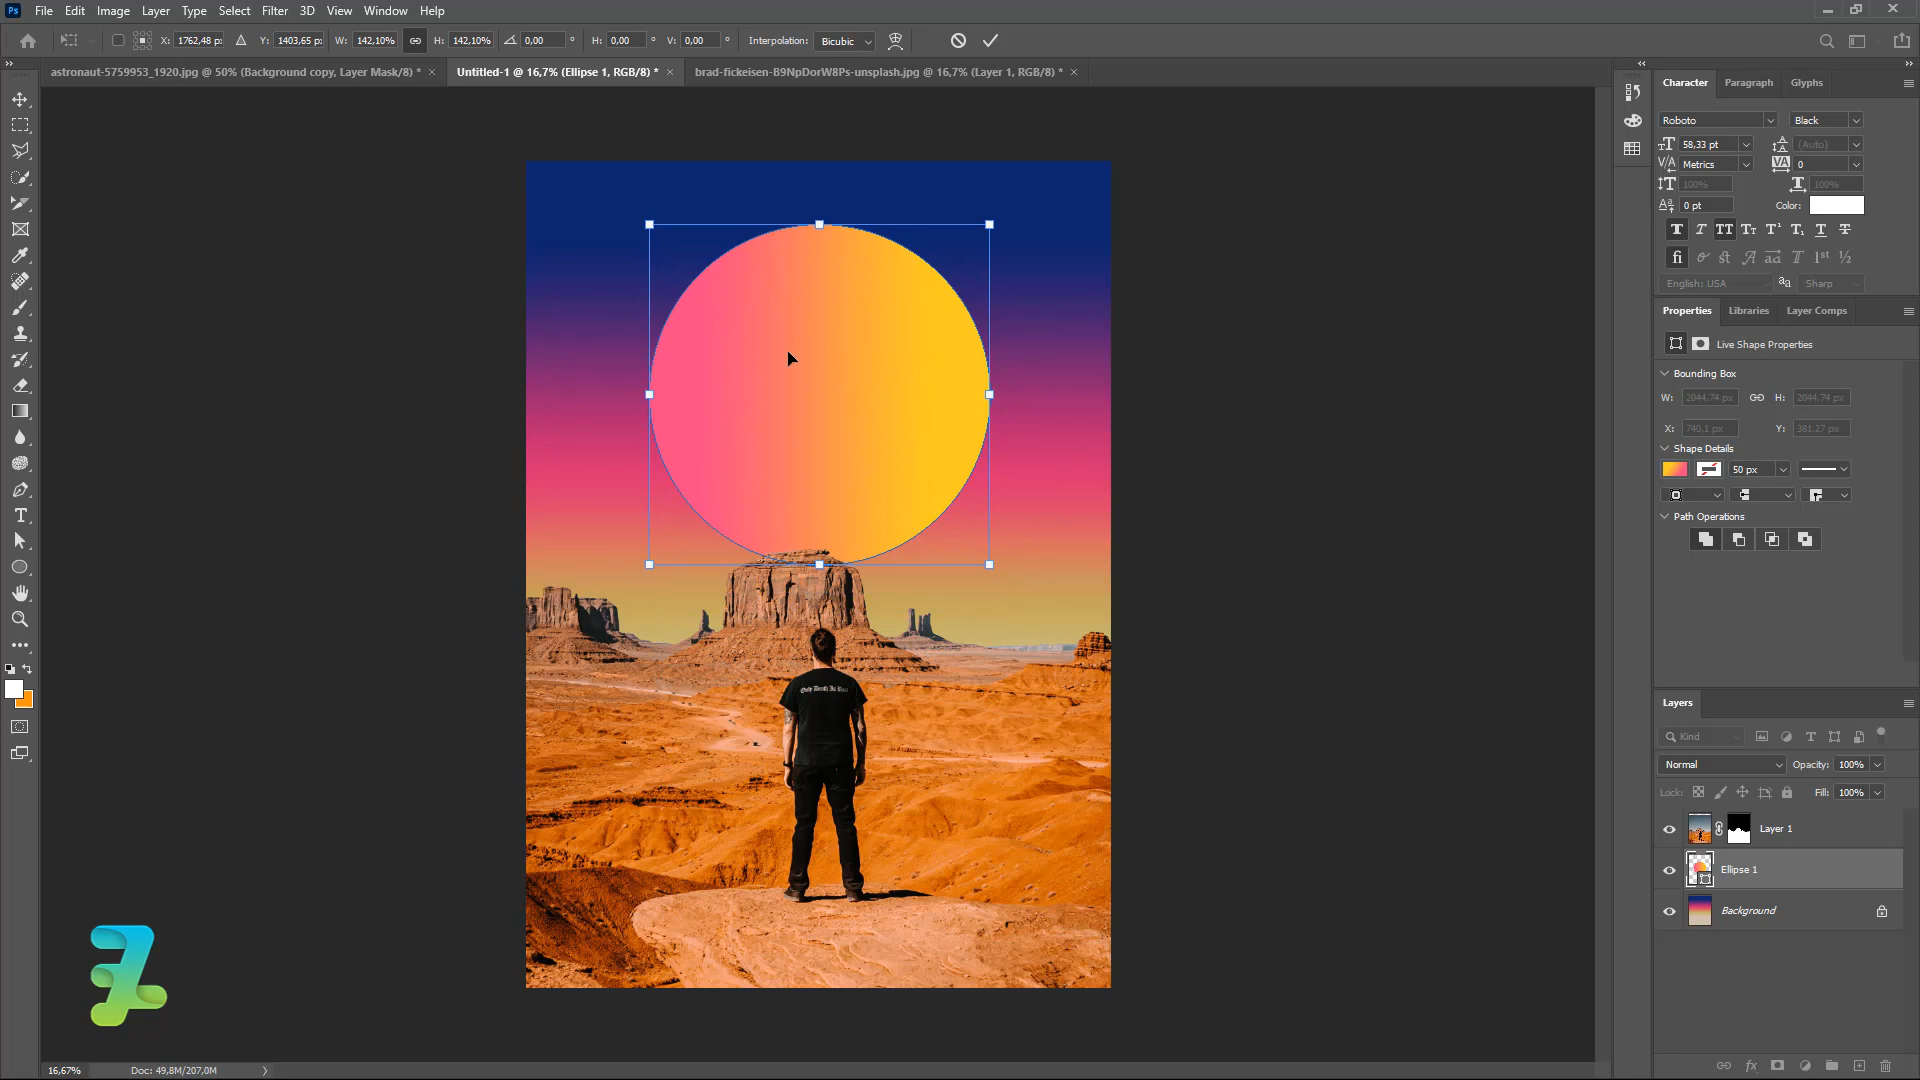 Ps File Edit Image Layer Type Select Filter 3D View Window Help
X: 1762,48 px Y: 1403,65 px W: 142,10% H: 142,10% 0,00 ° H: 0,00 ° V: 0,00 ° Interpolation: Bicubic
astronaut-5759953_1920.jpg @ 50% (Background copy, Layer Mask/8) * × Untitled-1 @ 16,7% (Ellipse 1, RGB/8) * × brad-fickeisen-B9NpDorW8Ps-unsplash.jpg @ 16,7% (Layer 1, RGB/8) * ×
Character Paragraph Glyphs
Roboto Black
58,33 pt (Auto)
Metrics 0
100% 100%
0 pt Color:
English: USA aa Sharp
Properties Libraries Layer Comps
Live Shape Properties
Bounding Box
W: 2044,74 px H: 2044,74 px
X: 740,1 px Y: 381,27 px
Shape Details
50 px
Path Operations
Only Death Is Real
Layers
Kind
Normal Opacity: 100%
Lock: Fill: 100%
Layer 1
Ellipse 1
Background
16,67% Doc: 49,8M/207,0M